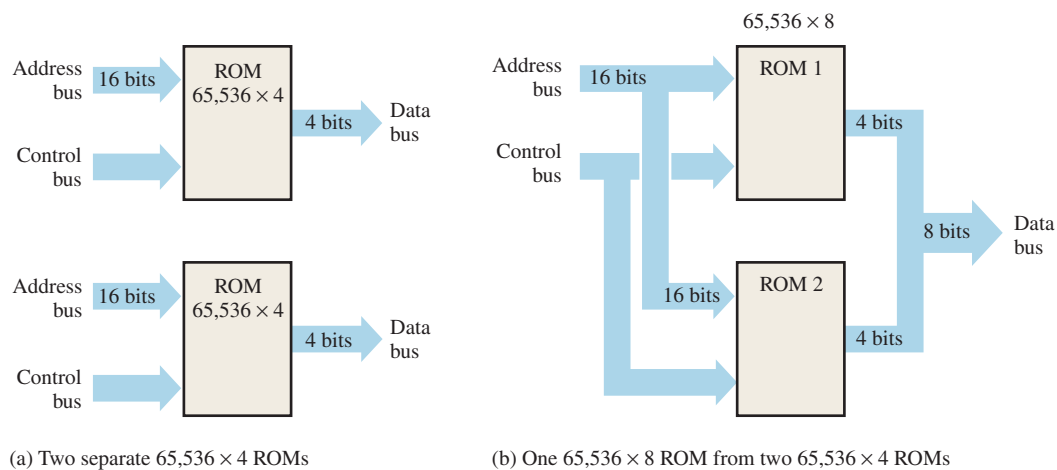 Address
bus
16 bits
ROM
65,536 × 4
4 bits
Data
bus
Control
bus
Address
bus
16 bits
ROM
65,536 × 4
4 bits
Data
bus
Control
bus
(a) Two separate 65,536 × 4 ROMs
65,536 × 8
Address
bus
16 bits
ROM 1
4 bits
Control
bus
8 bits
Data
bus
16 bits
ROM 2
4 bits
(b) One 65,536 × 8 ROM from two 65,536 × 4 ROMs